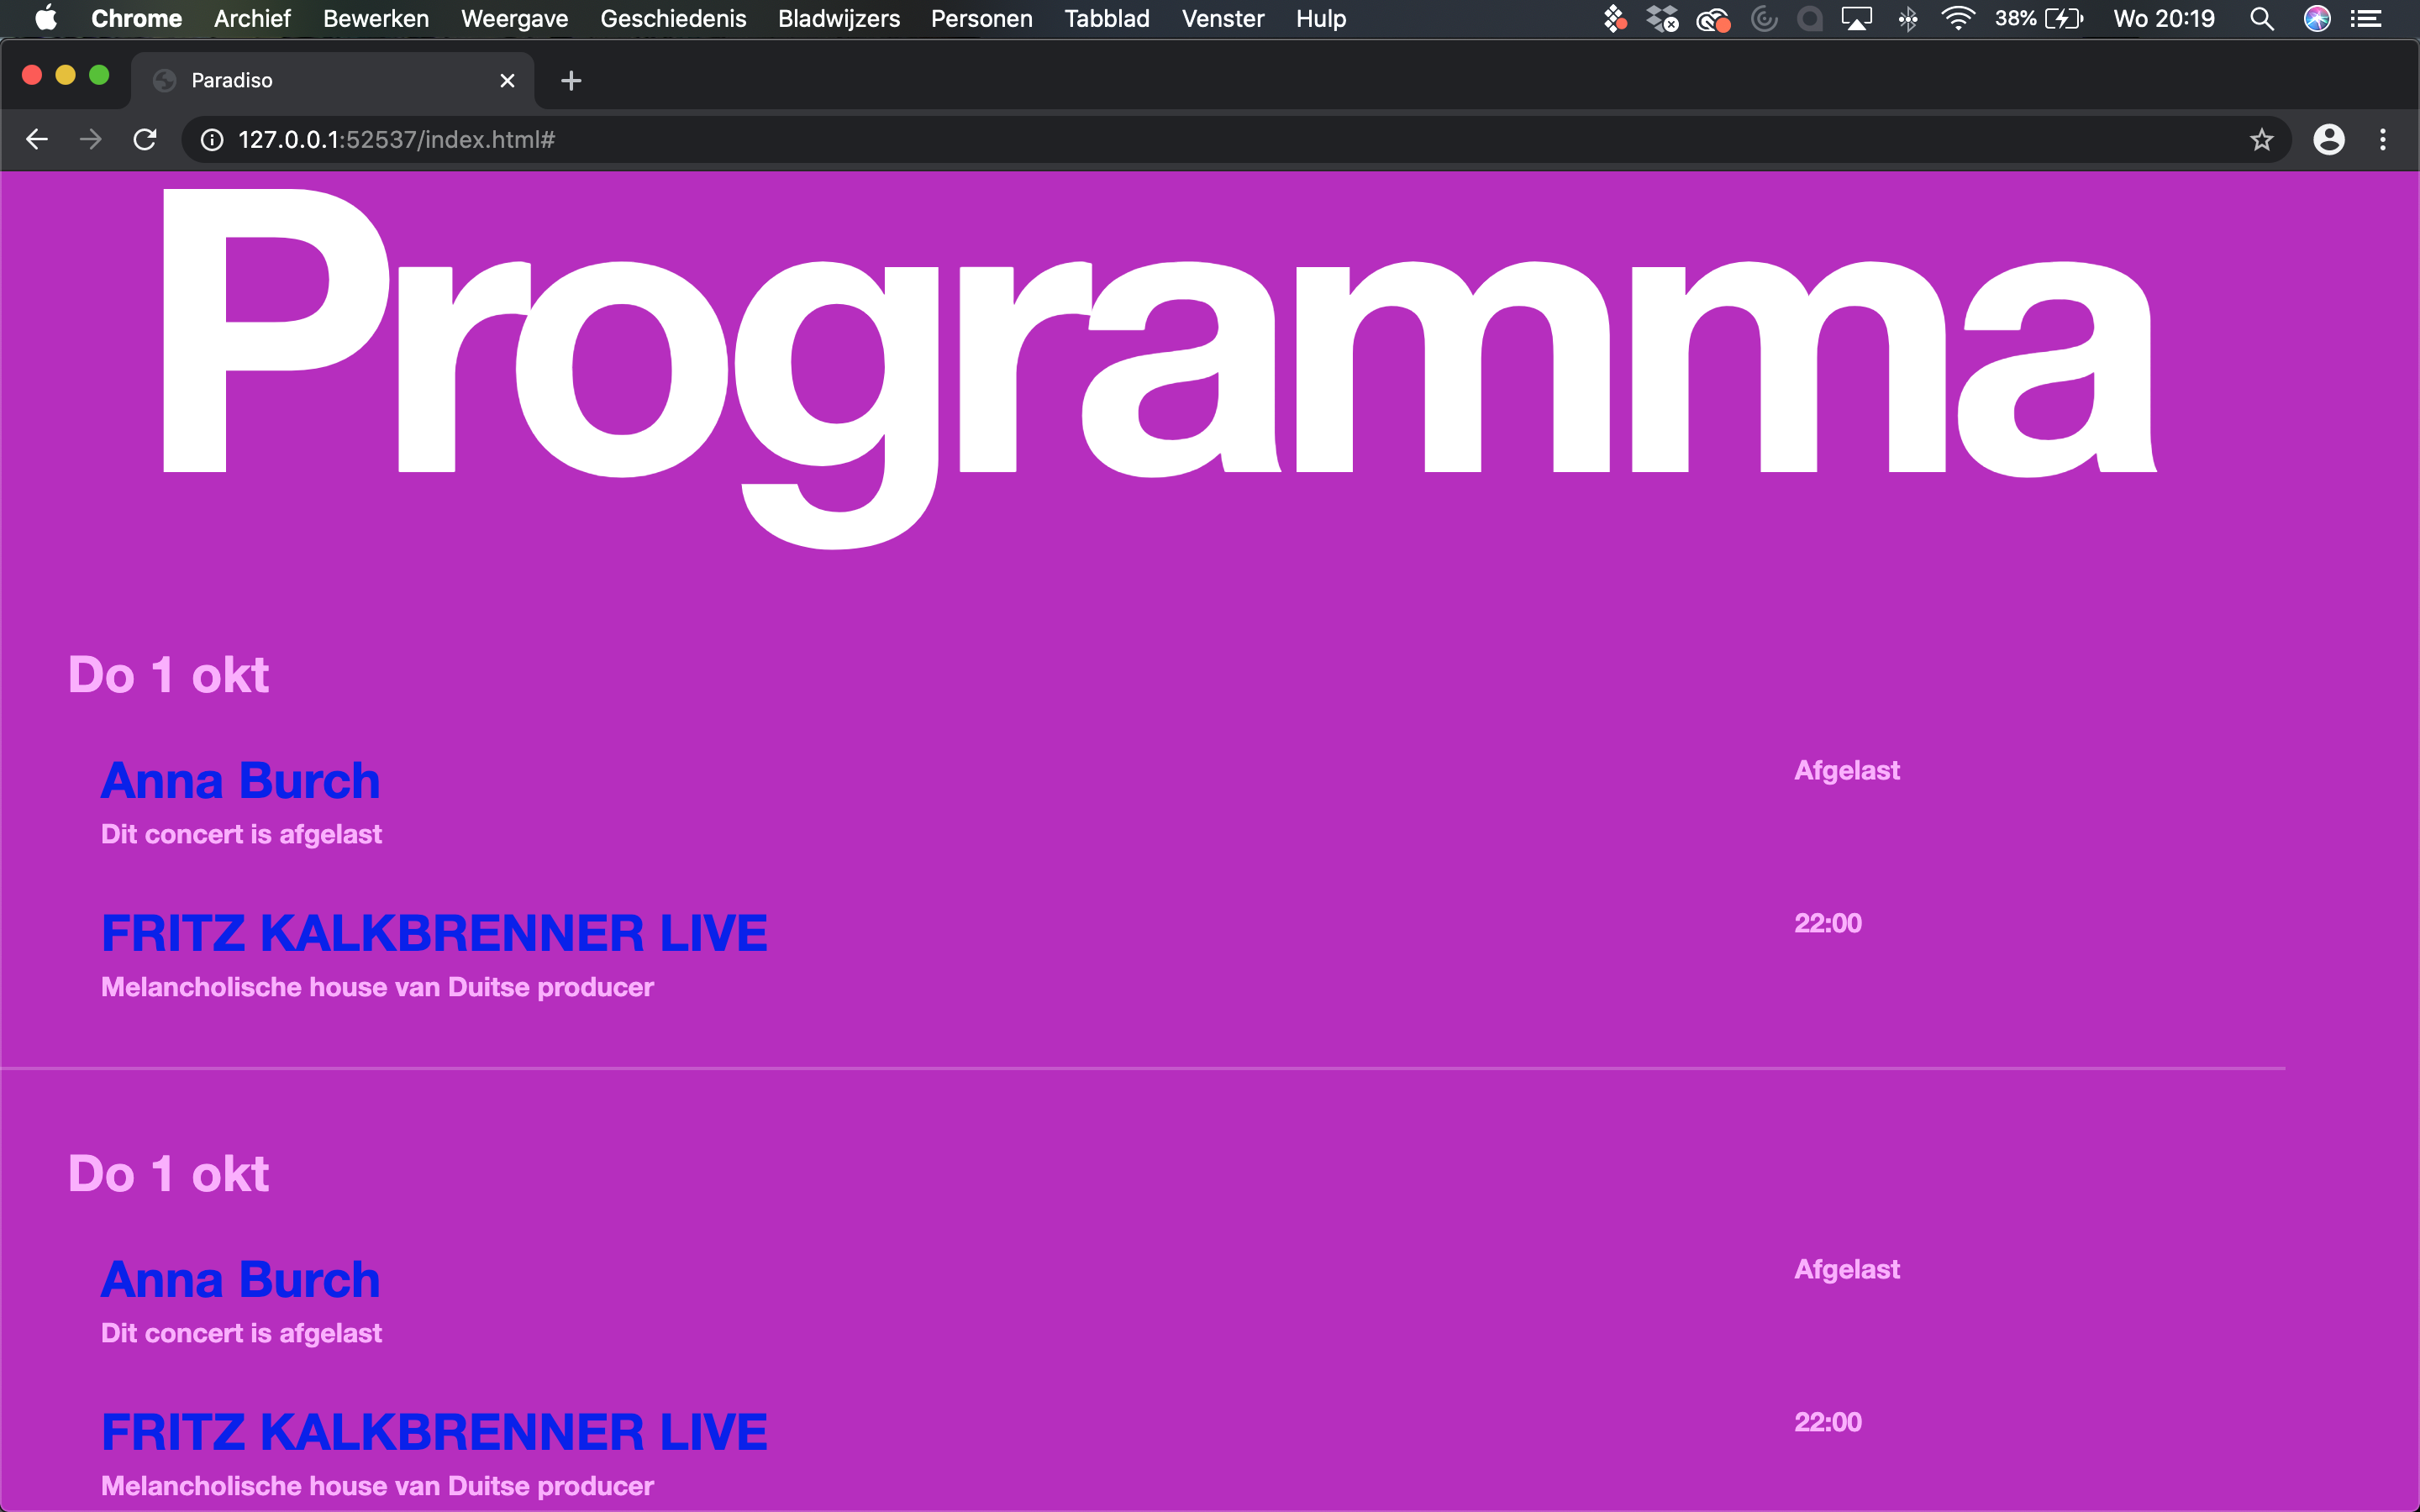 Chrome Archief Bewerken Weergave Geschiedenis Bladwijzers Personen Tabblad Venster Hulp 38% Wo 20:19
Paradiso
127.0.0.1:52537/index.html#
Programma
Do 1 okt
Anna Burch Afgelast
Dit concert is afgelast
FRITZ KALKBRENNER LIVE 22:00
Melancholische house van Duitse producer
Do 1 okt
Anna Burch Afgelast
Dit concert is afgelast
FRITZ KALKBRENNER LIVE 22:00
Melancholische house van Duitse producer